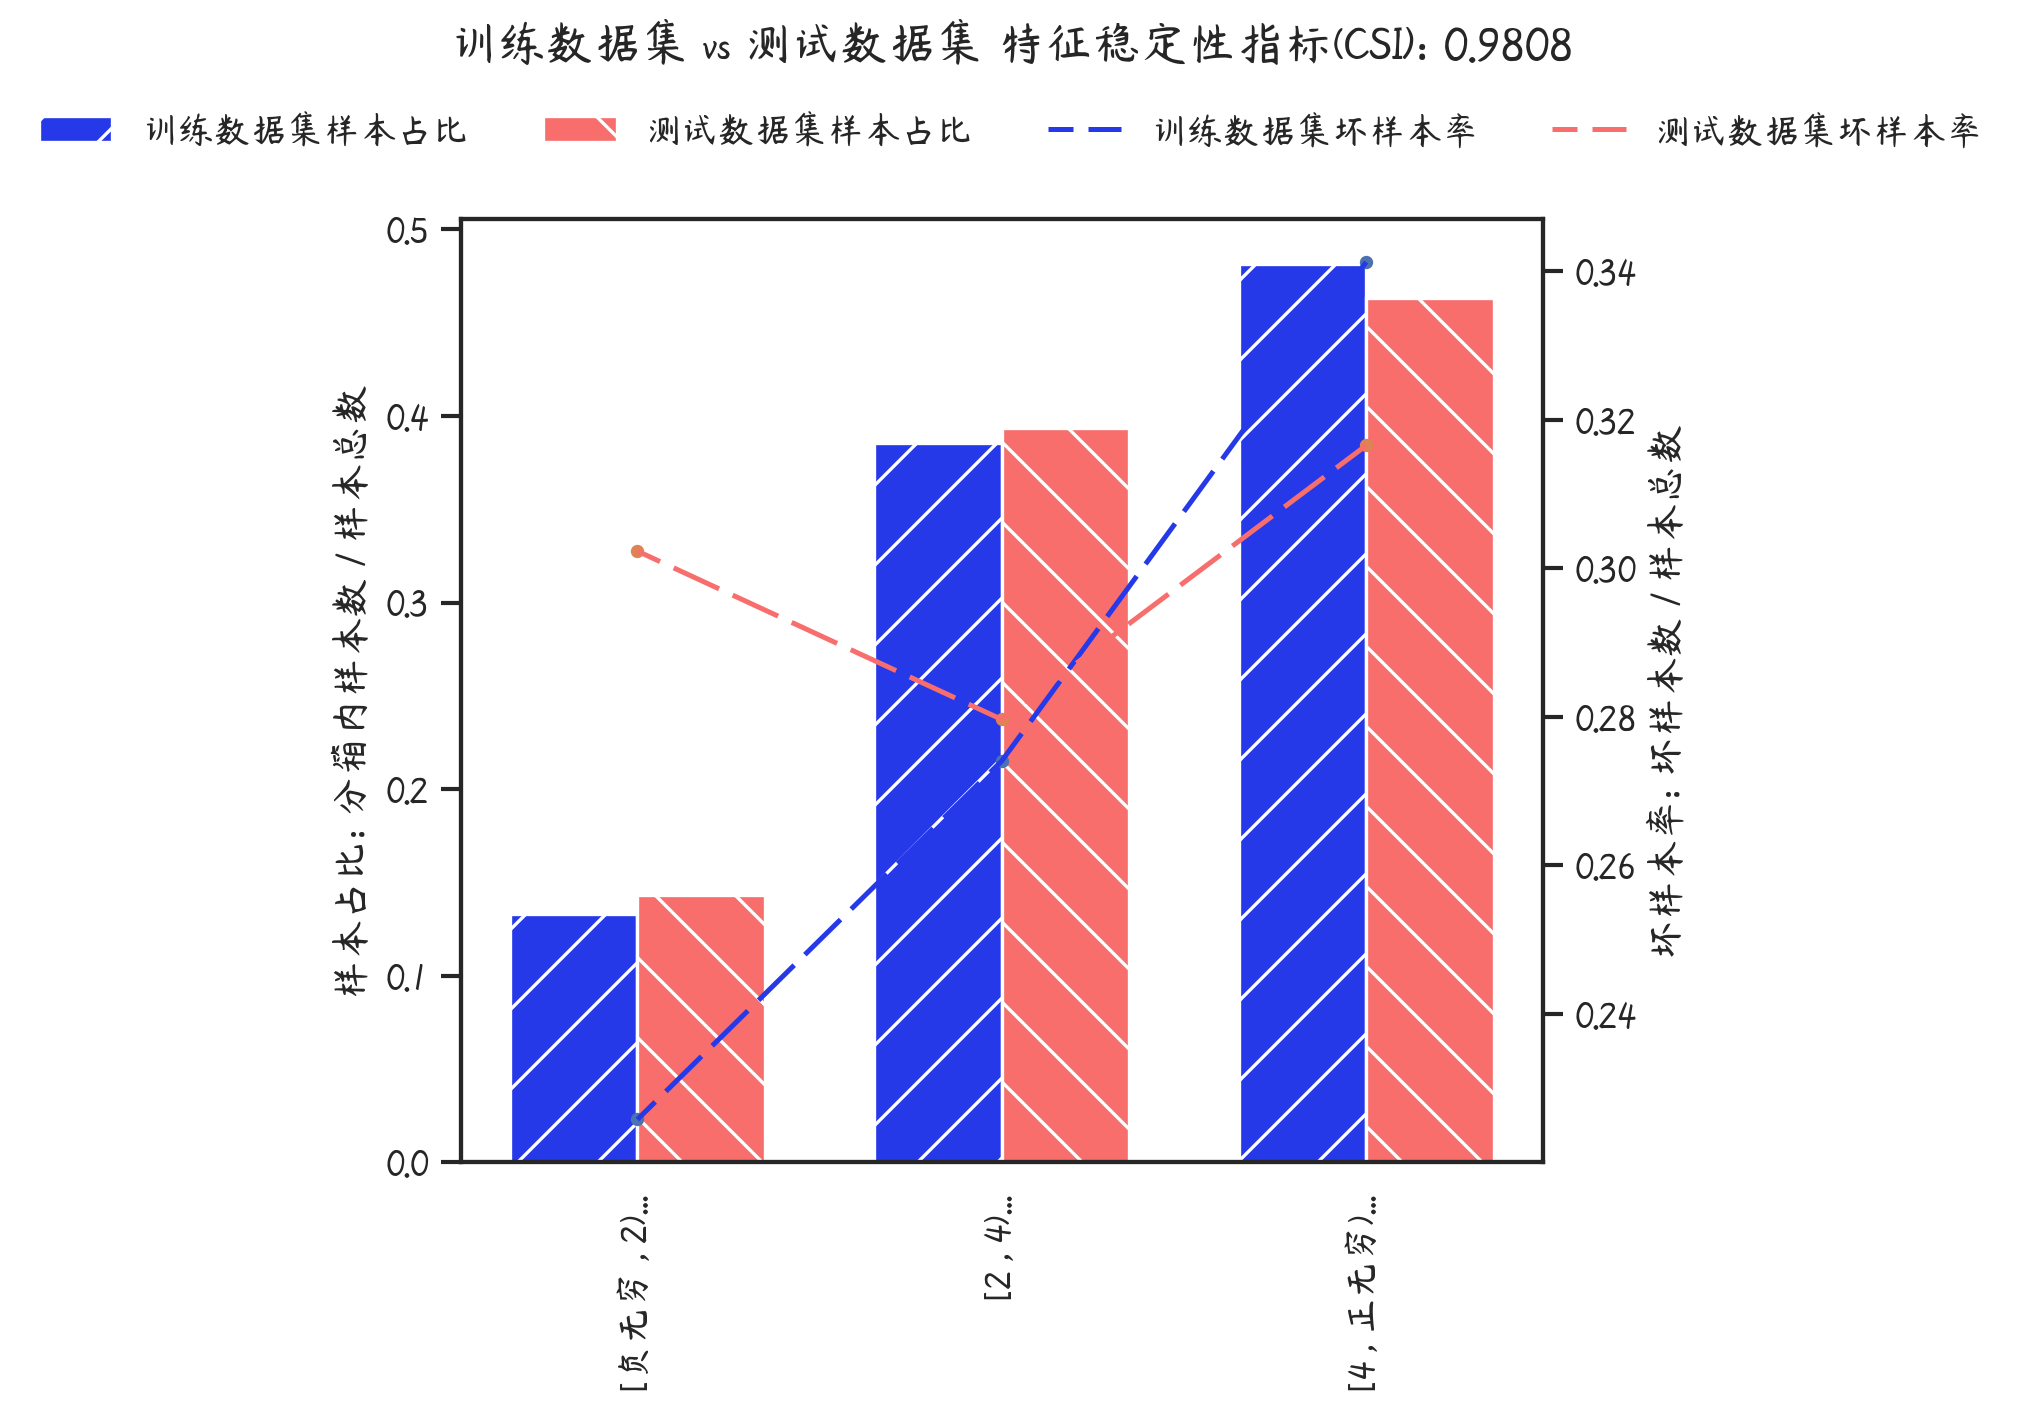 训练数据集 vs 测试数据集 特征稳定性指标(CSI): 0.9808
训练数据集样本占比
测试数据集样本占比
训练数据集坏样本率
测试数据集坏样本率
样本占比: 分箱内样本数 / 样本总数
0.5
0.4
0.3
0.2
0.1
0.0
0.34
0.32
0.30
0.28
0.26
0.24
坏样本率: 坏样本数 / 样本总数
[负无穷 , 2)...
[2 , 4)...
[4 , 正无穷)...